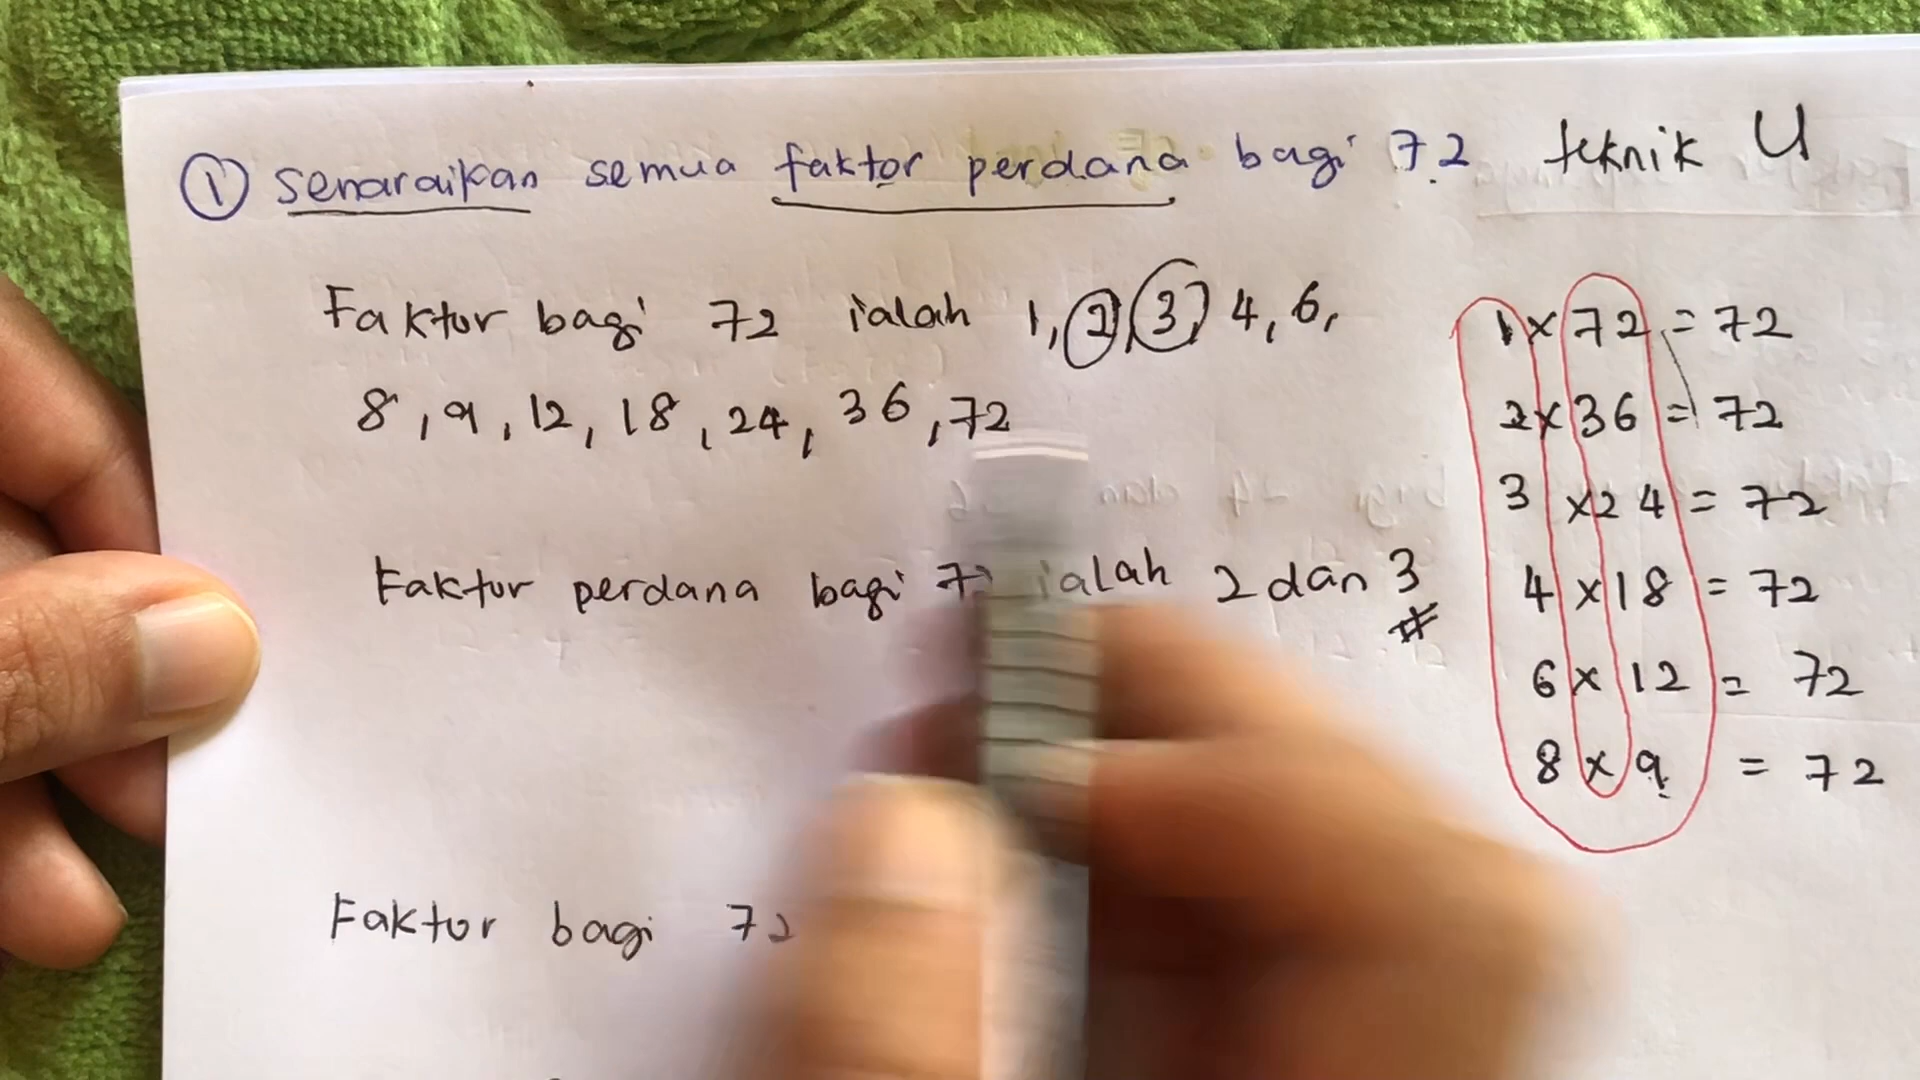 ① Senaraikan semua faktor perdana bagi 72 teknik U
Faktor bagi 72 ialah 1, 2, 3, 4, 6,
8, 9, 12, 18, 24, 36, 72
Faktor perdana bagi 72 ialah 2 dan 3 #
1 x 72 = 72
2 x 36 = 72
3 x 24 = 72
4 x 18 = 72
6 x 12 = 72
8 x 9 = 72
Faktor bagi 72